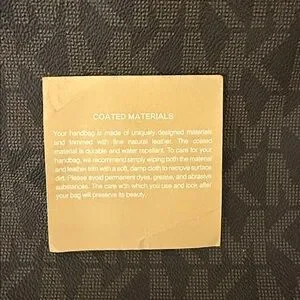 COATED MATERIALS
Your handbag is made of uniquely designed materials
and trimmed with fine natural leather. The coated
material is durable and water repellant. To care for your
handbag, we recommend simply wiping both the material
and leather trim with a soft, damp cloth to remove surface
dirt. Please avoid permanent dyes, grease, and abrasive
substances. The care with which you use and look after
your bag will preserve its beauty.